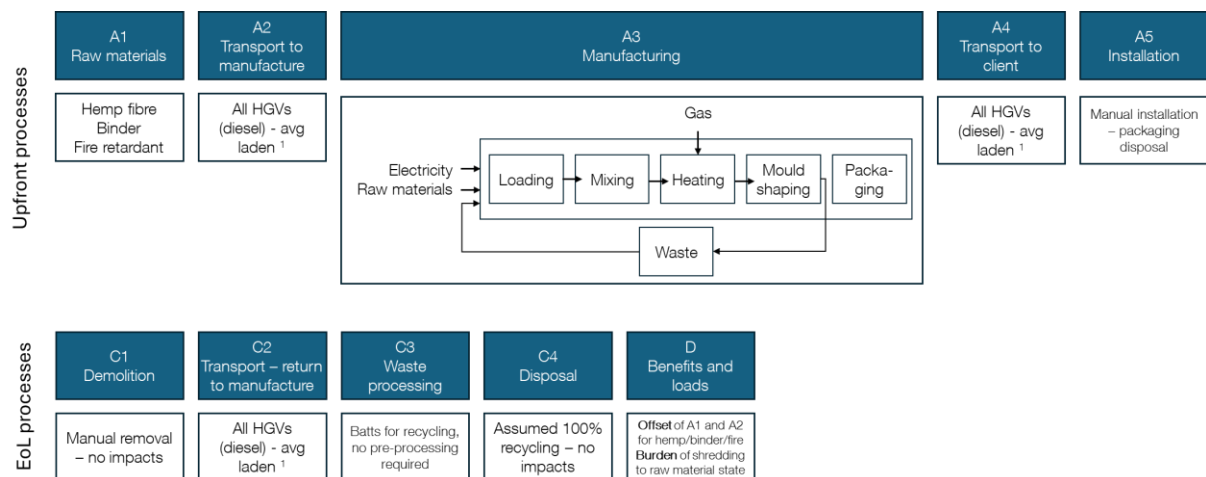 Upfront processes
A1
Raw materials
A2
Transport to
manufacture
A3
Manufacturing
A4
Transport to
client
A5
Installation
Hemp fibre
Binder
Fire retardant
All HGVs
(diesel) - avg
laden ¹
Gas
Electricity
Raw materials
Loading
Mixing
Heating
Mould
shaping
Packa-
ging
Waste
All HGVs
(diesel) - avg
laden ¹
Manual installation
– packaging
disposal
EoL processes
C1
Demolition
C2
Transport – return
to manufacture
C3
Waste
processing
C4
Disposal
D
Benefits and
loads
Manual removal
– no impacts
All HGVs
(diesel) - avg
laden ¹
Batts for recycling,
no pre-processing
required
Assumed 100%
recycling – no
impacts
Offset of A1 and A2
for hemp/binder/fire
Burden of shredding
to raw material state